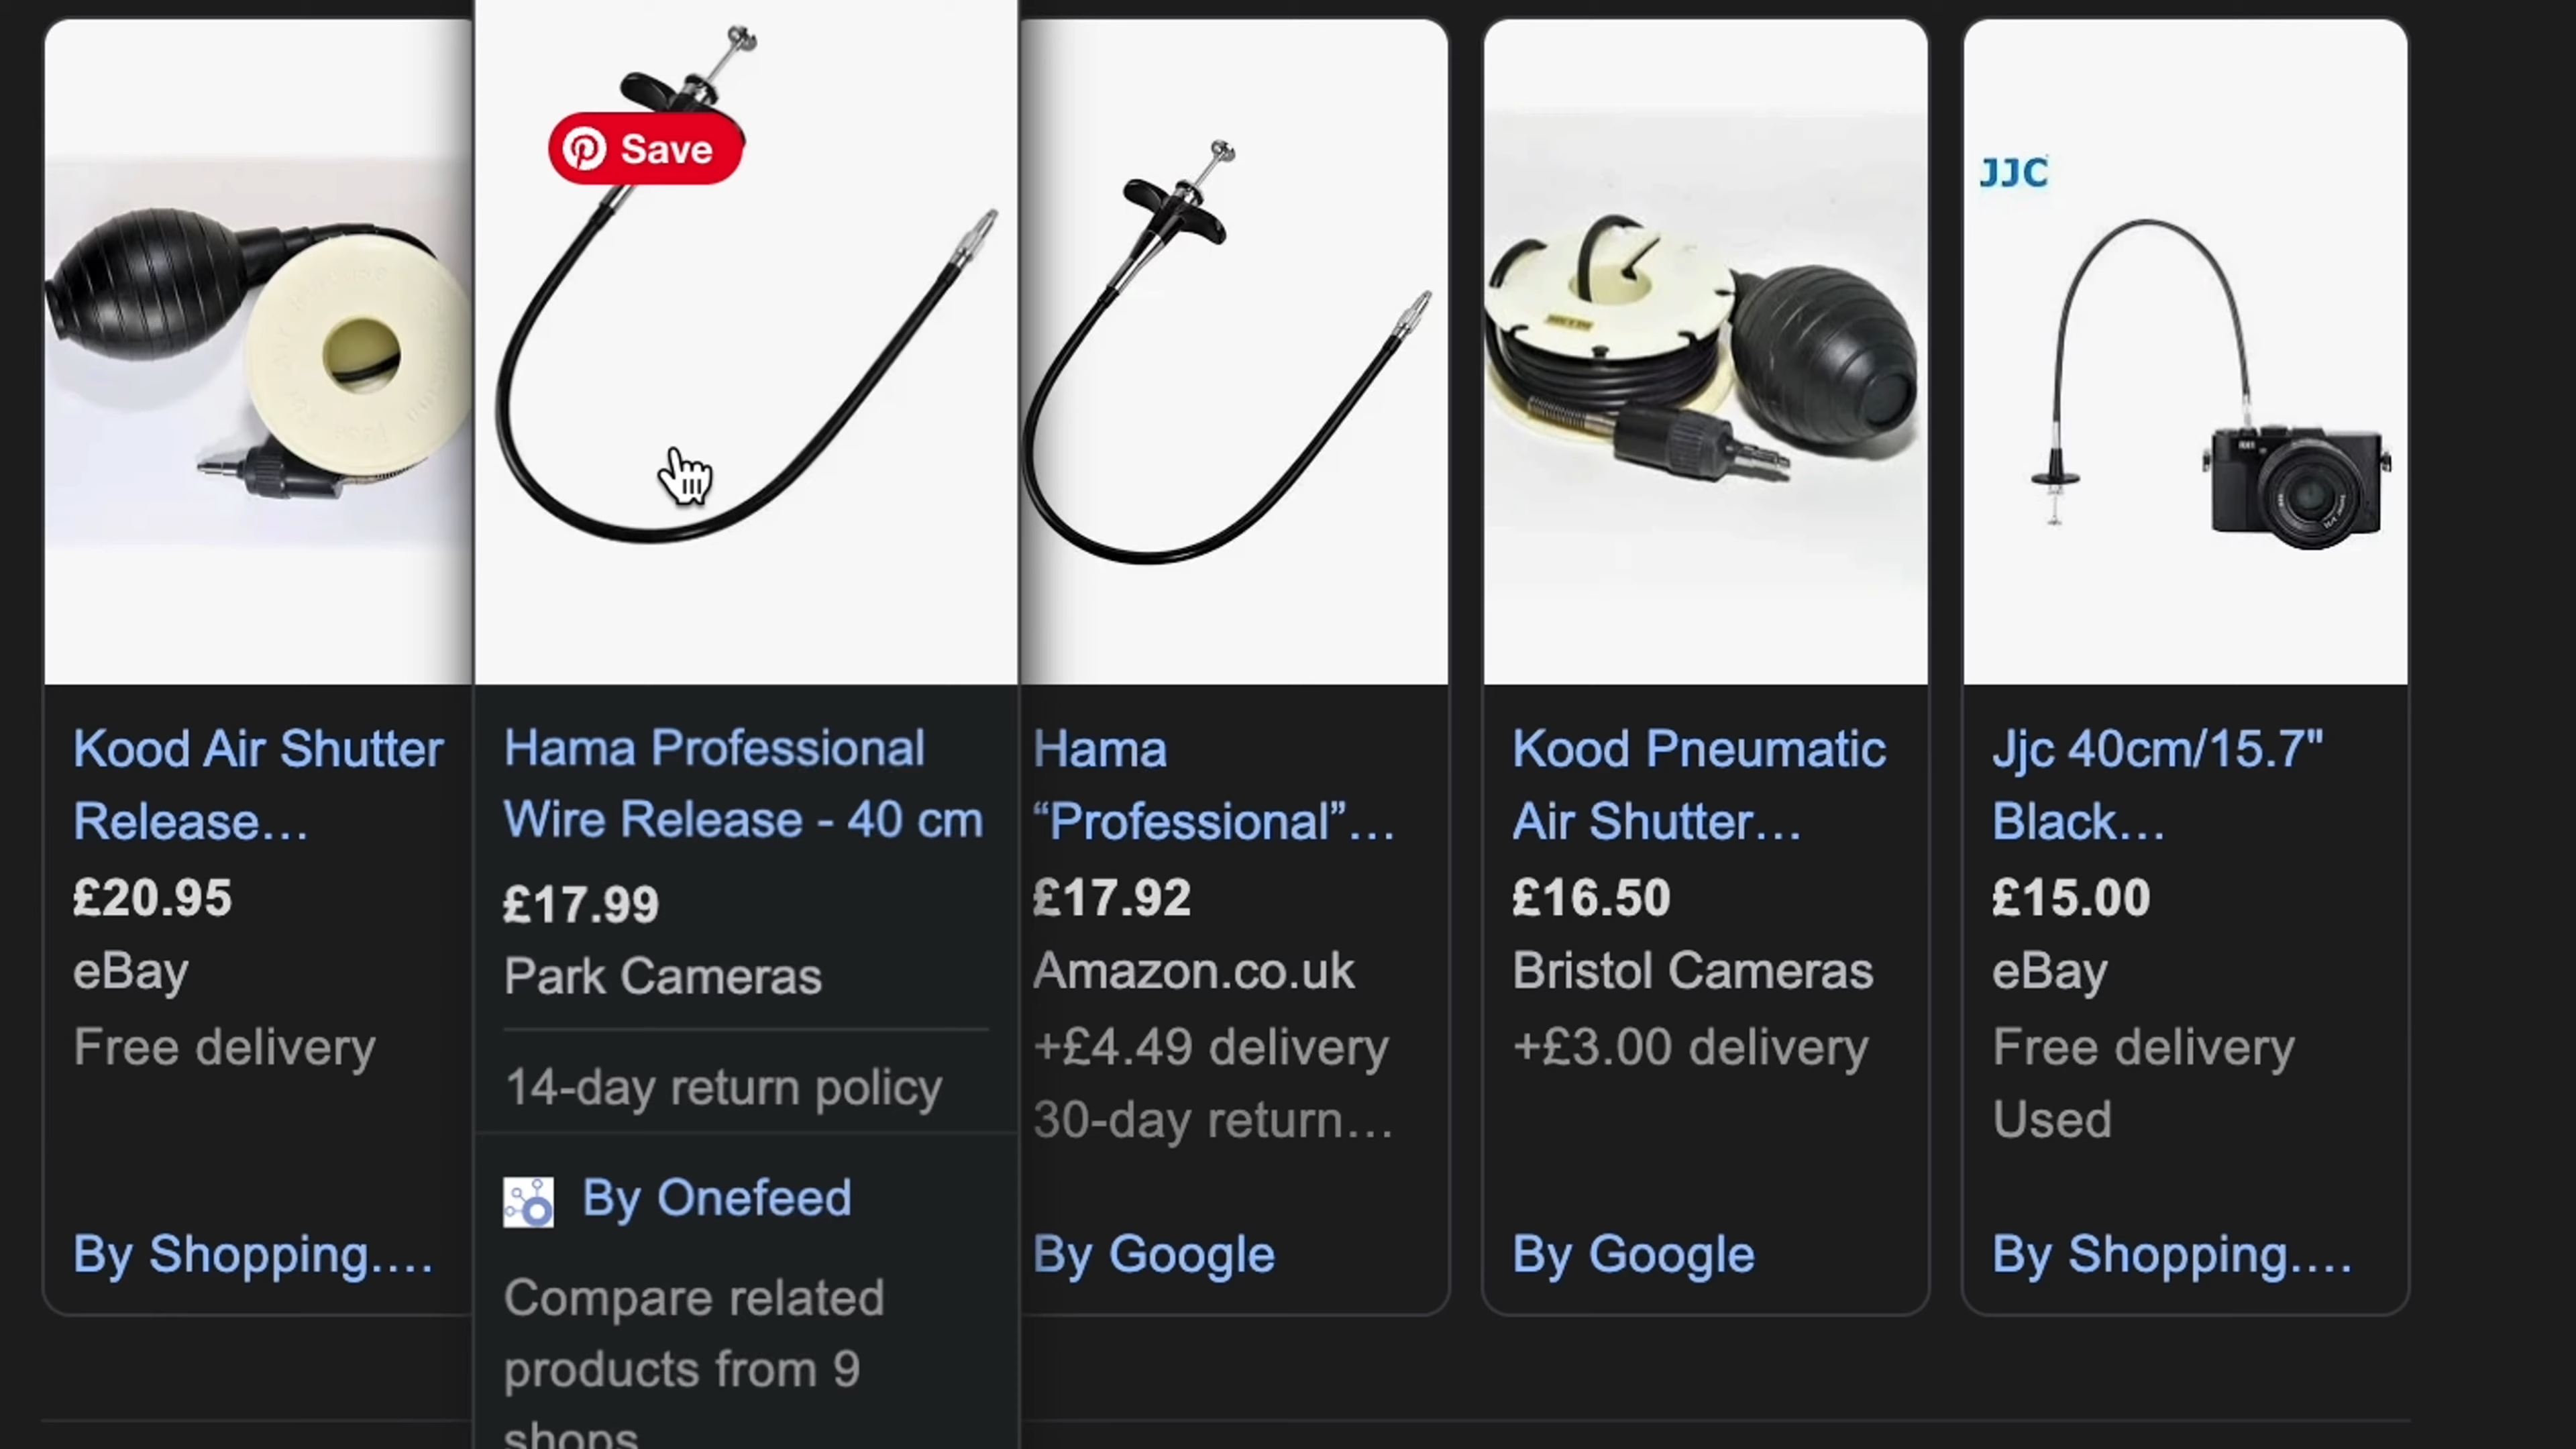 Save
JJC
Kood Air Shutter
Release...
£20.95
eBay
Free delivery
By Shopping....
Hama Professional
Wire Release - 40 cm
£17.99
Park Cameras
14-day return policy
By Onefeed
Compare related
products from 9
shops
Hama
“Professional”...
£17.92
Amazon.co.uk
+£4.49 delivery
30-day return...
By Google
Kood Pneumatic
Air Shutter...
£16.50
Bristol Cameras
+£3.00 delivery
By Google
Jjc 40cm/15.7"
Black...
£15.00
eBay
Free delivery
Used
By Shopping....